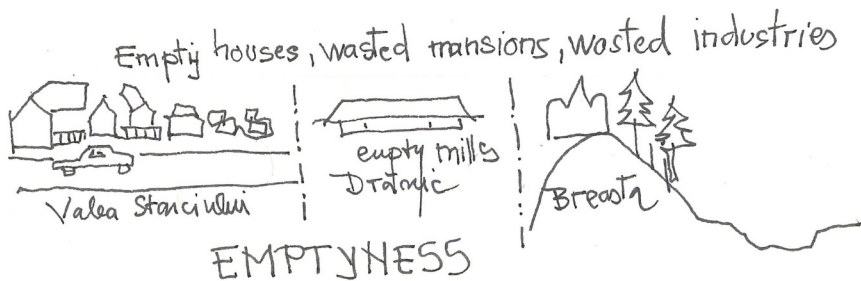 Empty houses, wasted mansions, wasted industries
Valea Stanciului
empty mills
Dratovic
Breasta
EMPTYNESS